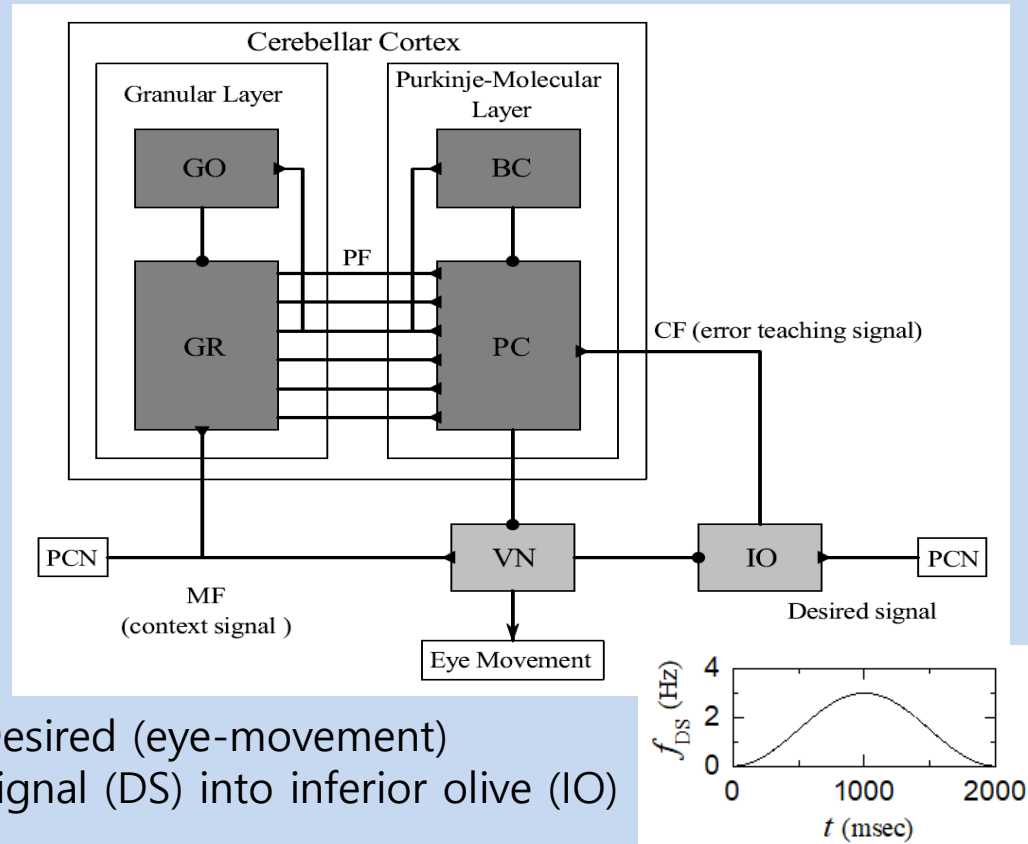 Cerebellar Cortex
Granular Layer
Purkinje-Molecular
Layer
GO
BC
PF
GR
PC
CF (error teaching signal)
PCN
VN
IO
PCN
MF
(context signal )
Desired signal
Eye Movement
esired (eye-movement)
ignal (DS) into inferior olive (IO)
f_DS (Hz)
4
2
0
0
1000
2000
t (msec)